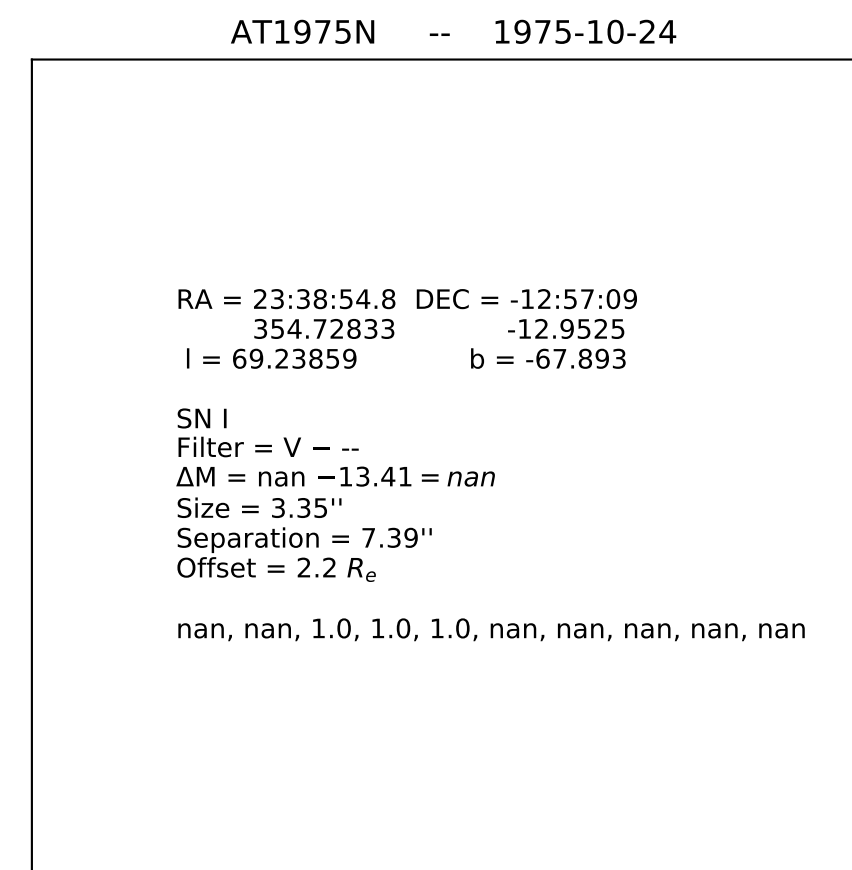 AT1975N -- 1975-10-24
RA = 23:38:54.8 DEC = -12:57:09
354.72833 -12.9525
l = 69.23859 b = -67.893
SN I
Filter = V − --
ΔM = nan −13.41 = nan
Size = 3.35''
Separation = 7.39''
Offset = 2.2 Re
nan, nan, 1.0, 1.0, 1.0, nan, nan, nan, nan, nan